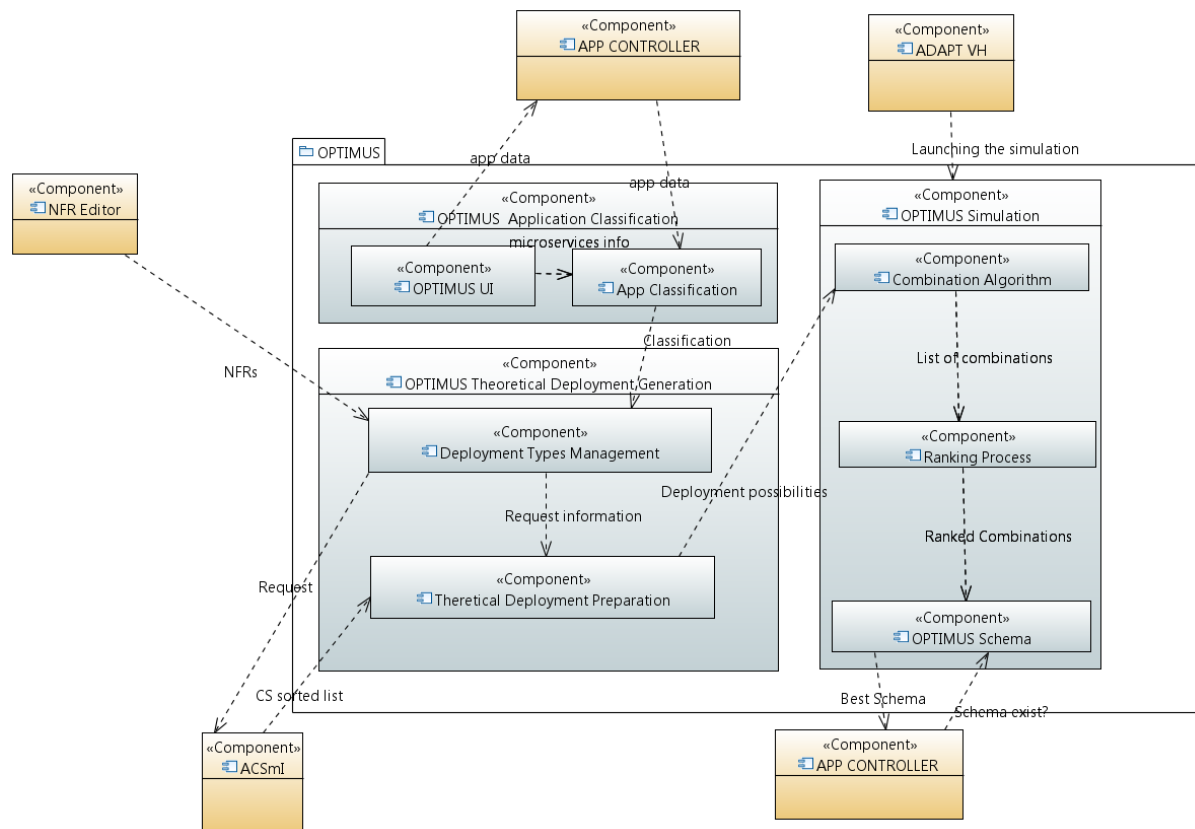 «Component»
APP CONTROLLER
«Component»
ADAPT VH
app data
Launching the simulation
OPTIMUS
app data
«Component»
NFR Editor
«Component»
OPTIMUS  Application Classification
«Component»
OPTIMUS Simulation
microservices info
«Component»
OPTIMUS UI
«Component»
App Classification
«Component»
Combination Algorithm
Classification
List of combinations
NFRs
«Component»
OPTIMUS Theoretical Deployment Generation
«Component»
Deployment Types Management
«Component»
Ranking Process
Deployment possibilities
Request information
Ranked Combinations
Request
«Component»
Theretical Deployment Preparation
«Component»
OPTIMUS Schema
CS sorted list
Best Schema
Schema exist?
«Component»
ACSmI
«Component»
APP CONTROLLER